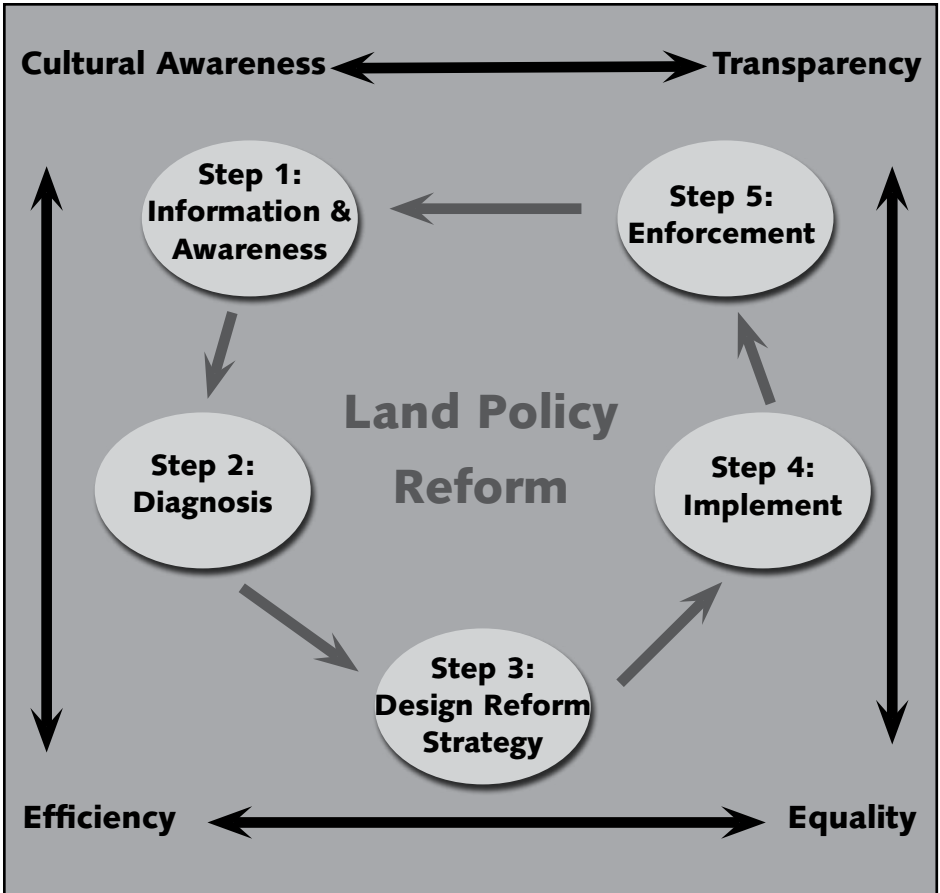 Cultural Awareness
Transparency
Step 1:
Information &
Awareness
Step 5:
Enforcement
Land Policy
Reform
Step 2:
Diagnosis
Step 4:
Implement
Step 3:
Design Reform
Strategy
Efficiency
Equality